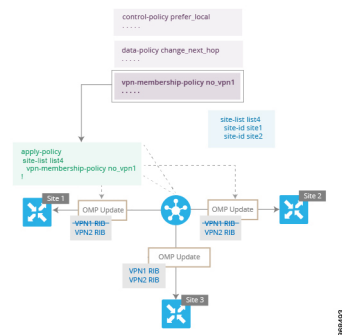 control-policy prefer_local
. . . . .
data-policy change_next_hop
. . . . .
vpn-membership-policy no_vpn1
. . . . .
site-list list4
site-id site1
site-id site2
apply-policy
site-list list4
vpn-membership-policy no_vpn1
!
Site 1
OMP Update
VPN1 RIB
VPN2 RIB
OMP Update
VPN1 RIB
VPN2 RIB
Site 2
OMP Update
VPN1 RIB
VPN2 RIB
Site 3
368493